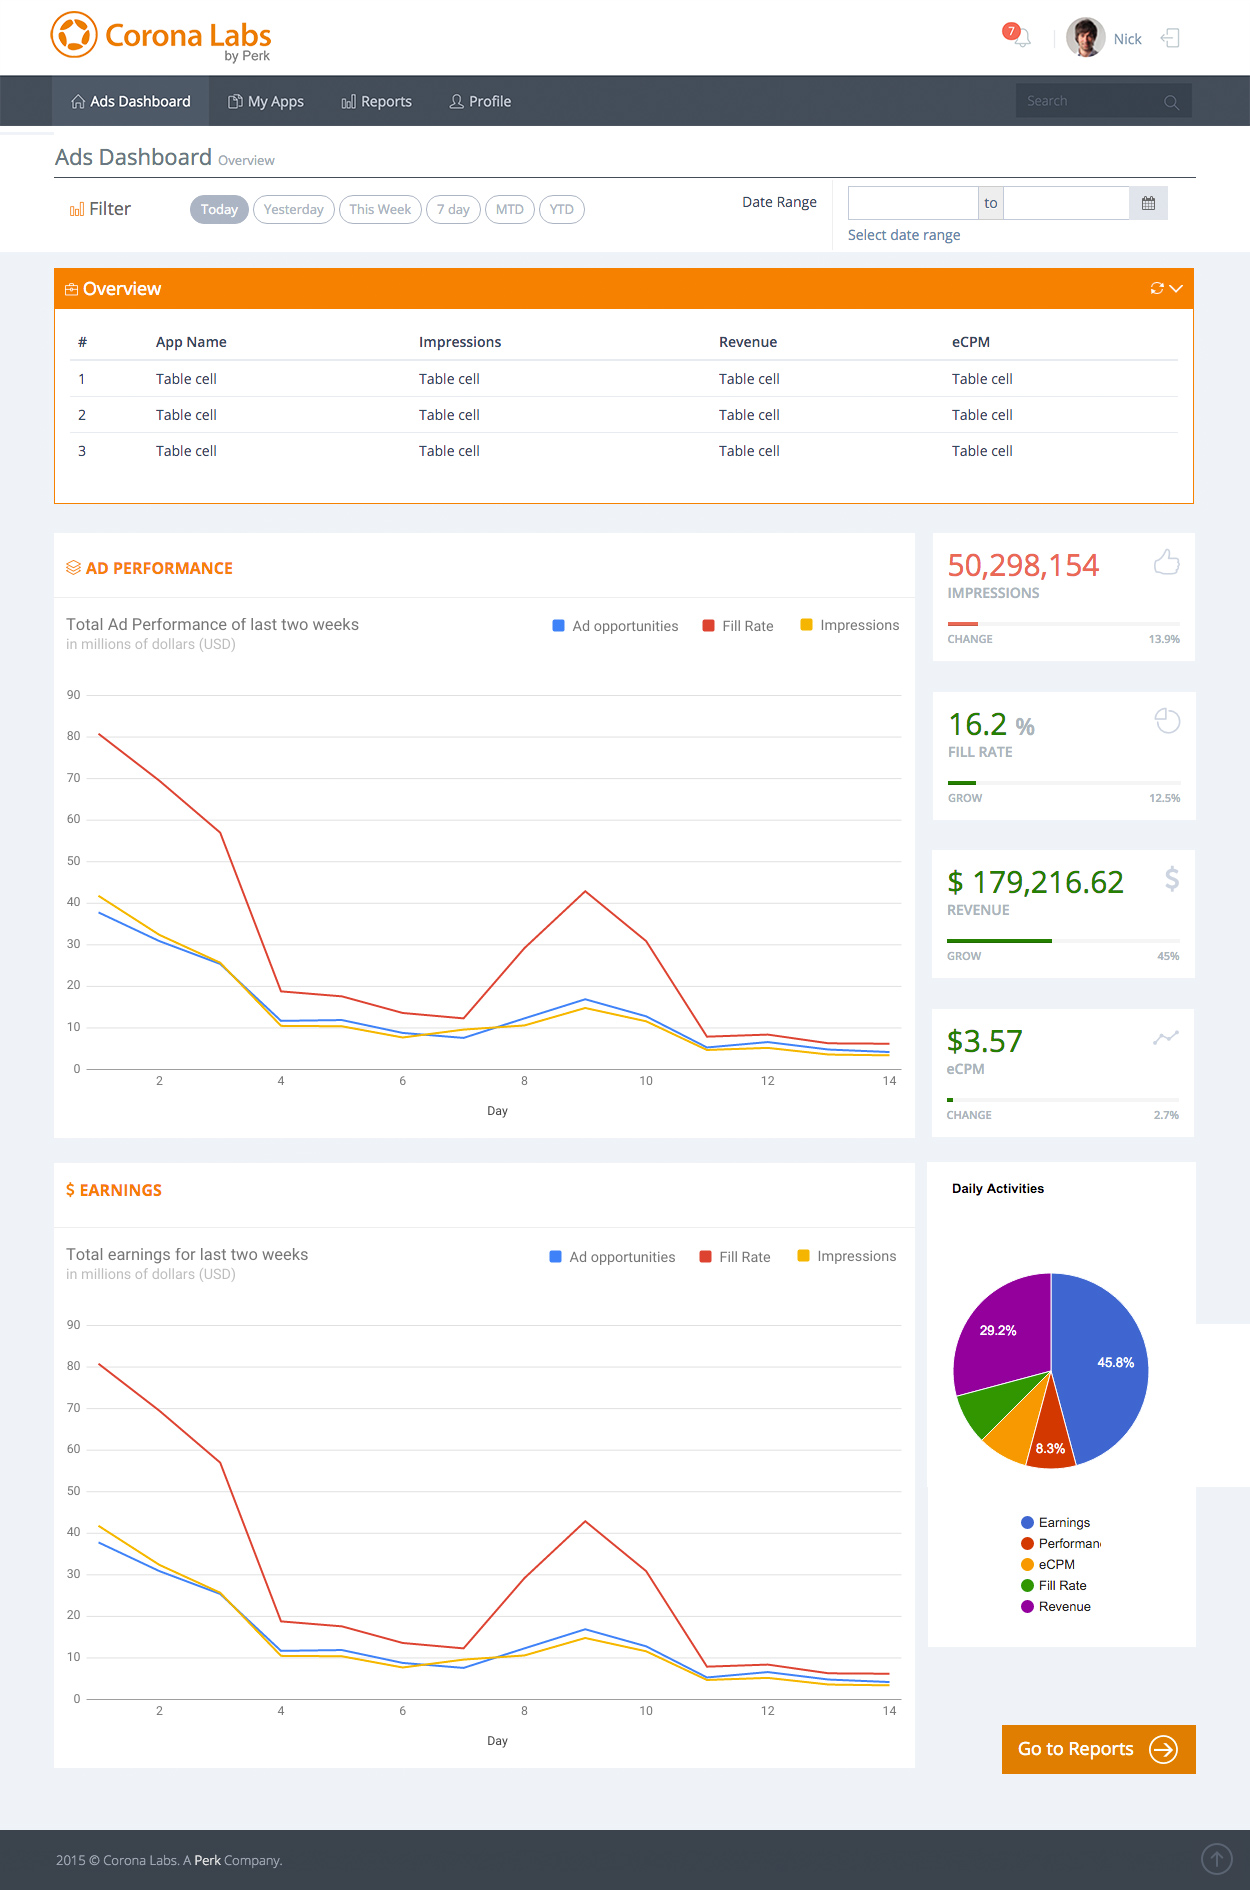 Corona Labs
by Perk
7
Nick
Ads Dashboard My Apps Reports Profile Search
Ads Dashboard Overview
Filter Today Yesterday This Week 7 day MTD YTD Date Range to
Select date range
Overview
# App Name Impressions Revenue eCPM
1 Table cell Table cell Table cell Table cell
2 Table cell Table cell Table cell Table cell
3 Table cell Table cell Table cell Table cell
AD PERFORMANCE
Total Ad Performance of last two weeks
in millions of dollars (USD)
Ad opportunities Fill Rate Impressions
90
80
70
60
50
40
30
20
10
0
2 4 6 8 10 12 14
Day
50,298,154
IMPRESSIONS
CHANGE 13.9%
16.2 %
FILL RATE
GROW 12.5%
$ 179,216.62 $
REVENUE
GROW 45%
$3.57
eCPM
CHANGE 2.7%
$ EARNINGS
Total earnings for last two weeks
in millions of dollars (USD)
Ad opportunities Fill Rate Impressions
90
80
70
60
50
40
30
20
10
0
2 4 6 8 10 12 14
Day
Daily Activities
29.2%
45.8%
8.3%
Earnings
Performan
eCPM
Fill Rate
Revenue
Go to Reports
2015 © Corona Labs. A Perk Company.